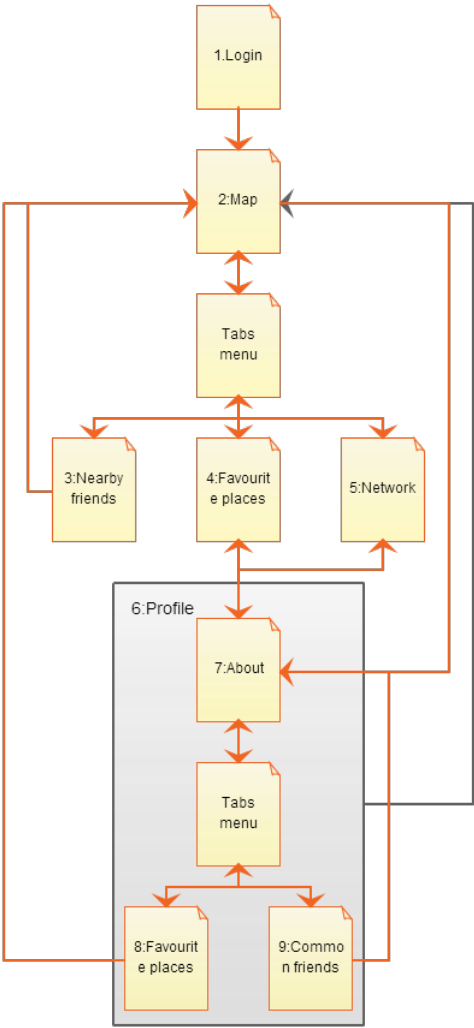 1.Login
2:Map
Tabs
menu
3:Nearby
friends
4:Favourit
e places
5:Network
6:Profile
7:About
Tabs
menu
8:Favourit
e places
9:Commo
n friends